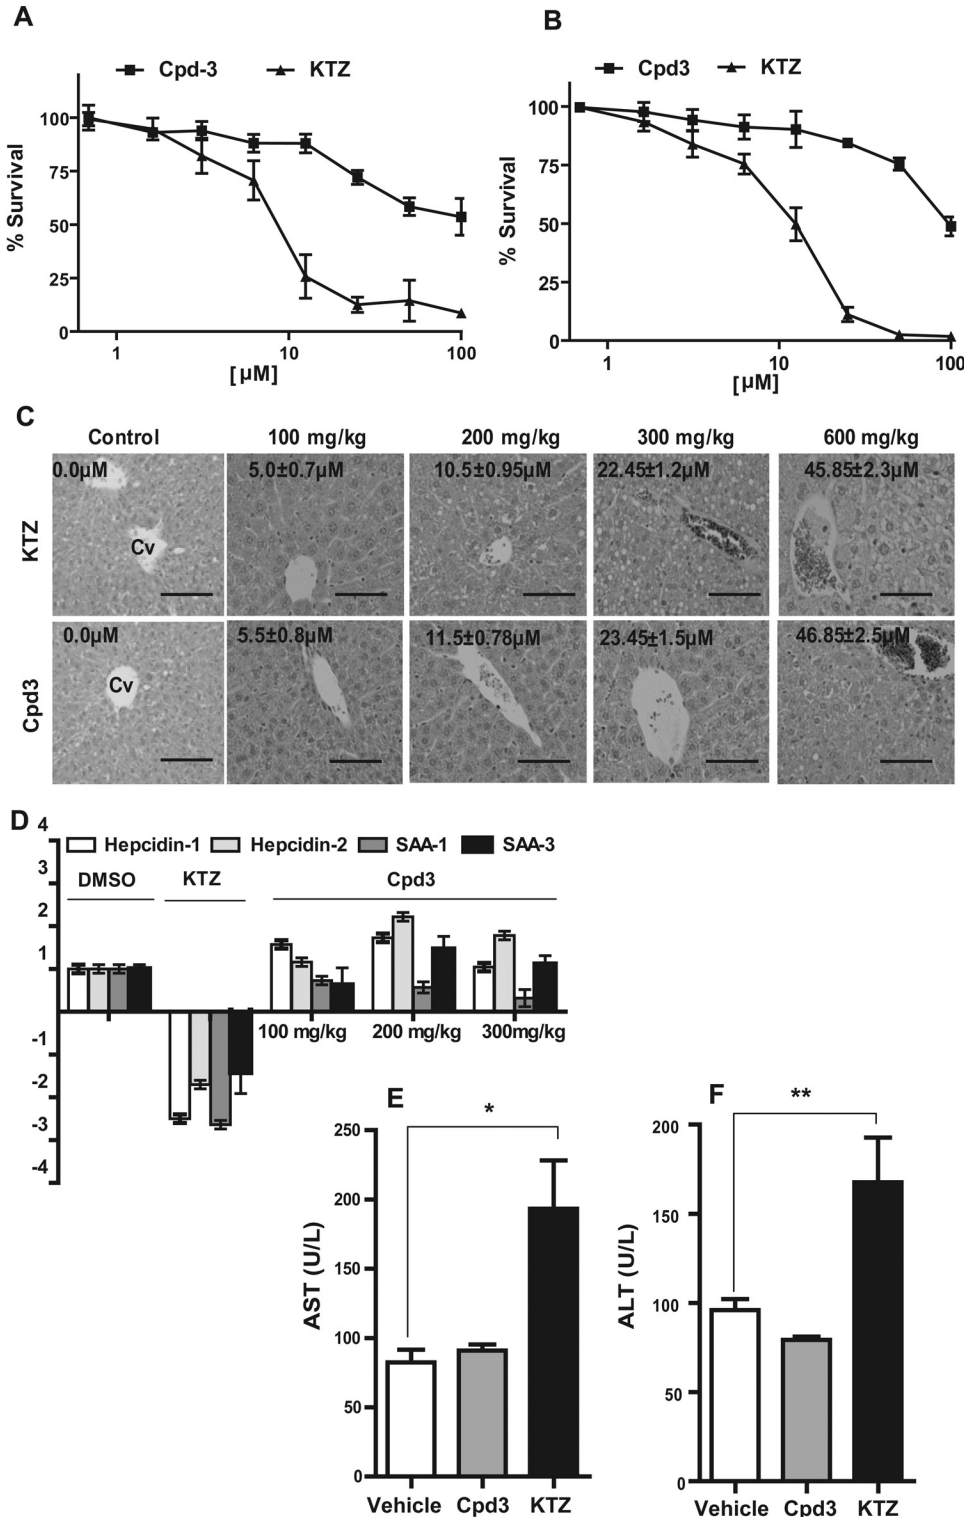 A
Cpd-3 KTZ
100
75
50
25
0
% Survival
1 10 100
[µM]
B
Cpd3 KTZ
100
75
50
25
0
% Survival
1 10 100
[µM]
C
Control 100 mg/kg 200 mg/kg 300 mg/kg 600 mg/kg
KTZ
0.0µM 5.0±0.7µM 10.5±0.95µM 22.45±1.2µM 45.85±2.3µM
Cv
Cpd3
0.0µM 5.5±0.8µM 11.5±0.78µM 23.45±1.5µM 46.85±2.5µM
Cv
D
4
3
2
1
-1
-2
-3
-4
Hepcidin-1 Hepcidin-2 SAA-1 SAA-3
DMSO KTZ Cpd3
100 mg/kg 200 mg/kg 300mg/kg
E
*
250
200
150
100
50
0
AST (U/L)
Vehicle Cpd3 KTZ
F
**
200
150
100
50
0
ALT (U/L)
Vehicle Cpd3 KTZ